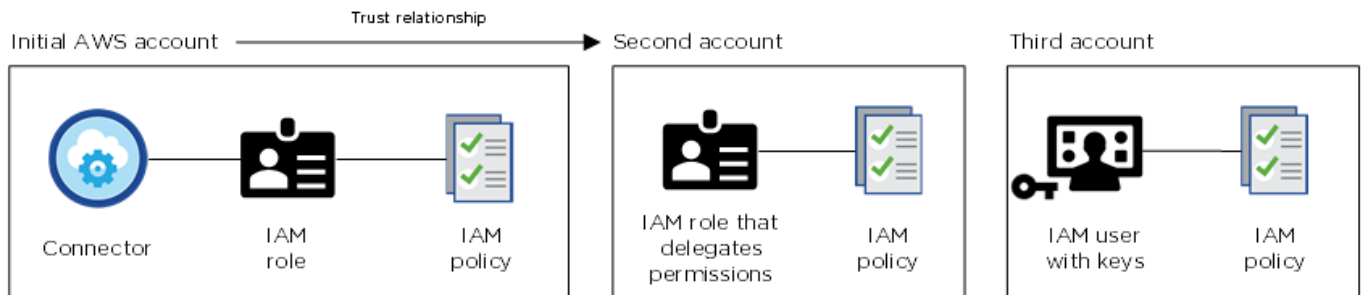 Trust relationship
Initial AWS account
Second account
Third account
Connector
IAM
role
IAM
policy
IAM role that
delegates
permissions
IAM
policy
IAM user
with keys
IAM
policy